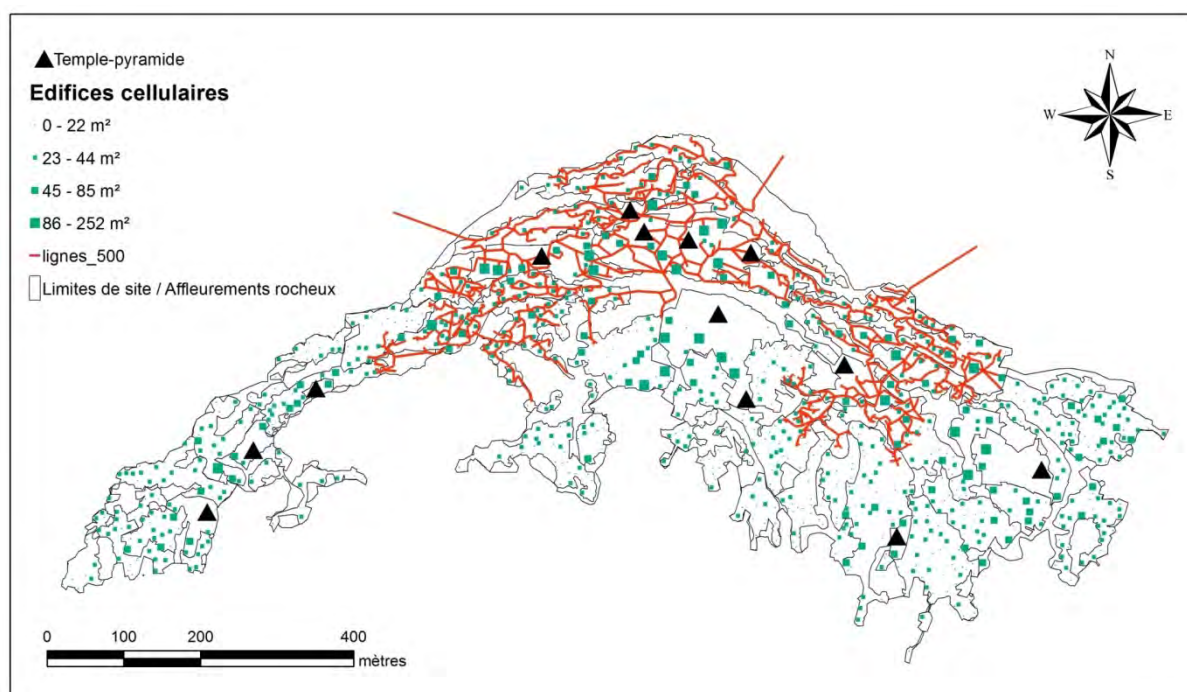 Temple-pyramide
Edifices cellulaires
0 - 22 m²
23 - 44 m²
45 - 85 m²
86 - 252 m²
lignes_500
Limites de site / Affleurements rocheux
N
W E
S
0 100 200 400
mètres